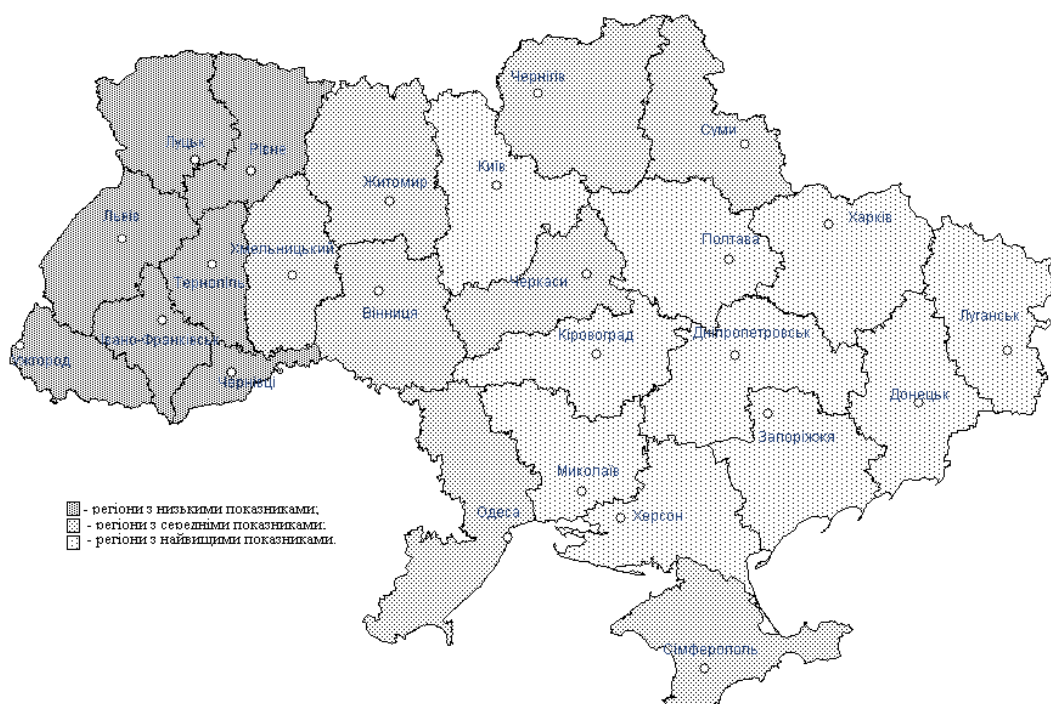 Чернігів
Суми
Луцьк
Рівне
Київ
Житомир
Львів
Харків
Полтава
Хмельницький
Тернопіль
Черкаси
Вінниця
Луганськ
Кіровоград
Дніпропетровськ
Івано-Франківськ
Ужгород
Чернівці
Донецьк
Запоріжжя
Миколаїв
Одеса
Херсон
Сімферополь
- регіони з низькими показниками;
- регіони з середніми показниками;
- регіони з найвищими показниками.